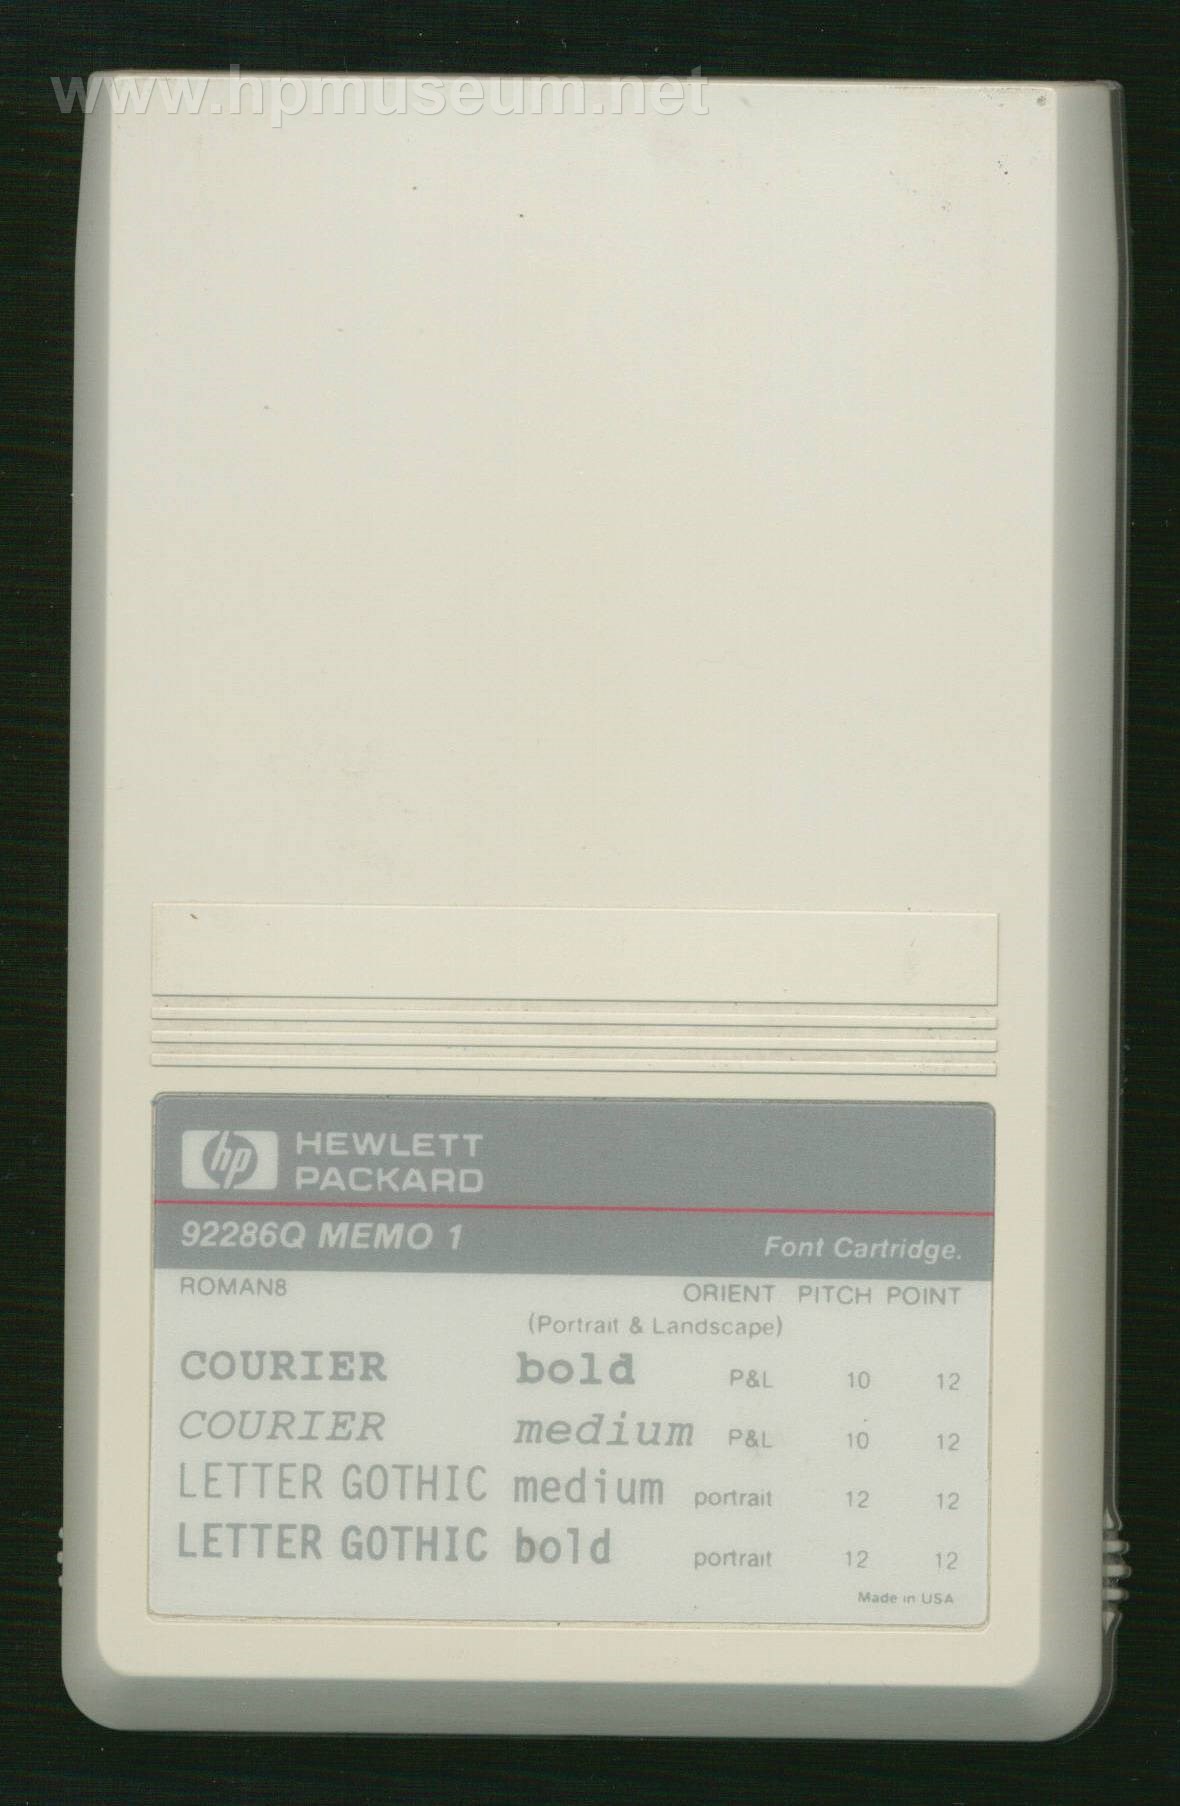 www.hpmuseum.net
hp HEWLETT
PACKARD
92286Q MEMO 1 Font Cartridge.
ROMAN8 ORIENT PITCH POINT
(Portrait & Landscape)
COURIER bold P&L 10 12
COURIER medium P&L 10 12
LETTER GOTHIC medium portrait 12 12
LETTER GOTHIC bold portrait 12 12
Made in USA